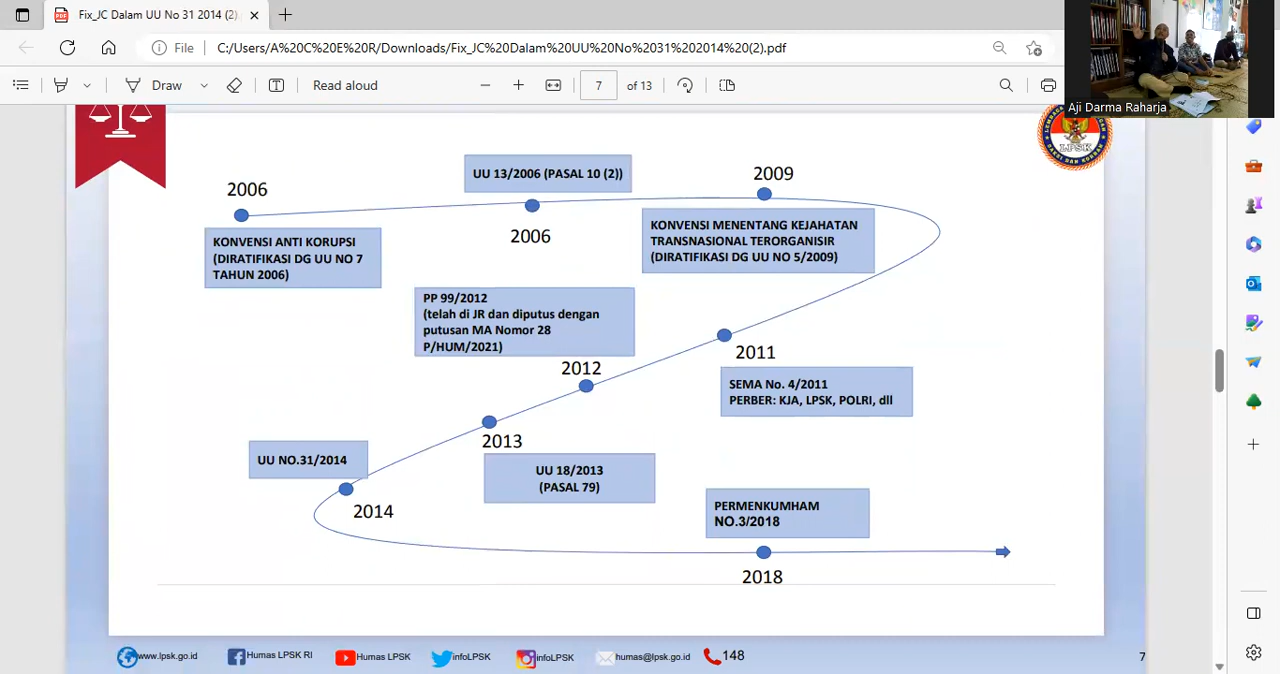 Fix_JC Dalam UU No 31 2014 (2).
File
C:/Users/A%20C%20E%20R/Downloads/Fix_JC%20Dalam%20UU%20No%2031%202014%20(2).pdf
Draw
Read aloud
7
of 13
Aji Darma Raharja
LPSK
2006
KONVENSI ANTI KORUPSI
(DIRATIFIKASI DG UU NO 7
TAHUN 2006)
UU 13/2006 (PASAL 10 (2))
2006
2009
KONVENSI MENENTANG KEJAHATAN
TRANSNASIONAL TERORGANISIR
(DIRATIFIKASI DG UU NO 5/2009)
2011
SEMA No. 4/2011
PERBER: KJA, LPSK, POLRI, dll
PP 99/2012
(telah di JR dan diputus dengan
putusan MA Nomor 28
P/HUM/2021)
2012
2013
UU 18/2013
(PASAL 79)
UU NO.31/2014
2014
PERMENKUMHAM
NO.3/2018
2018
www.lpsk.go.id
Humas LPSK RI
Humas LPSK
infoLPSK
infoLPSK
humas@lpsk.go.id
148
7